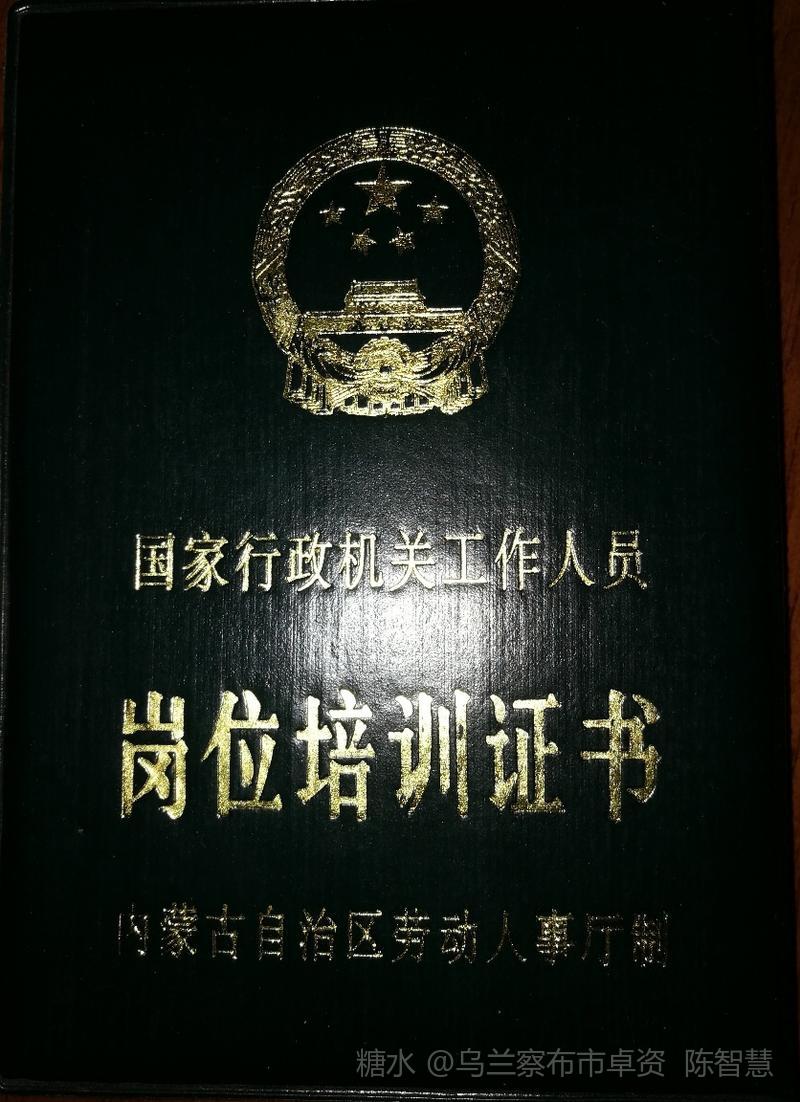 国家行政机关工作人员
岗位培训证书
内蒙古自治区劳动人事厅制
糖水 @乌兰察布市卓资 陈智慧